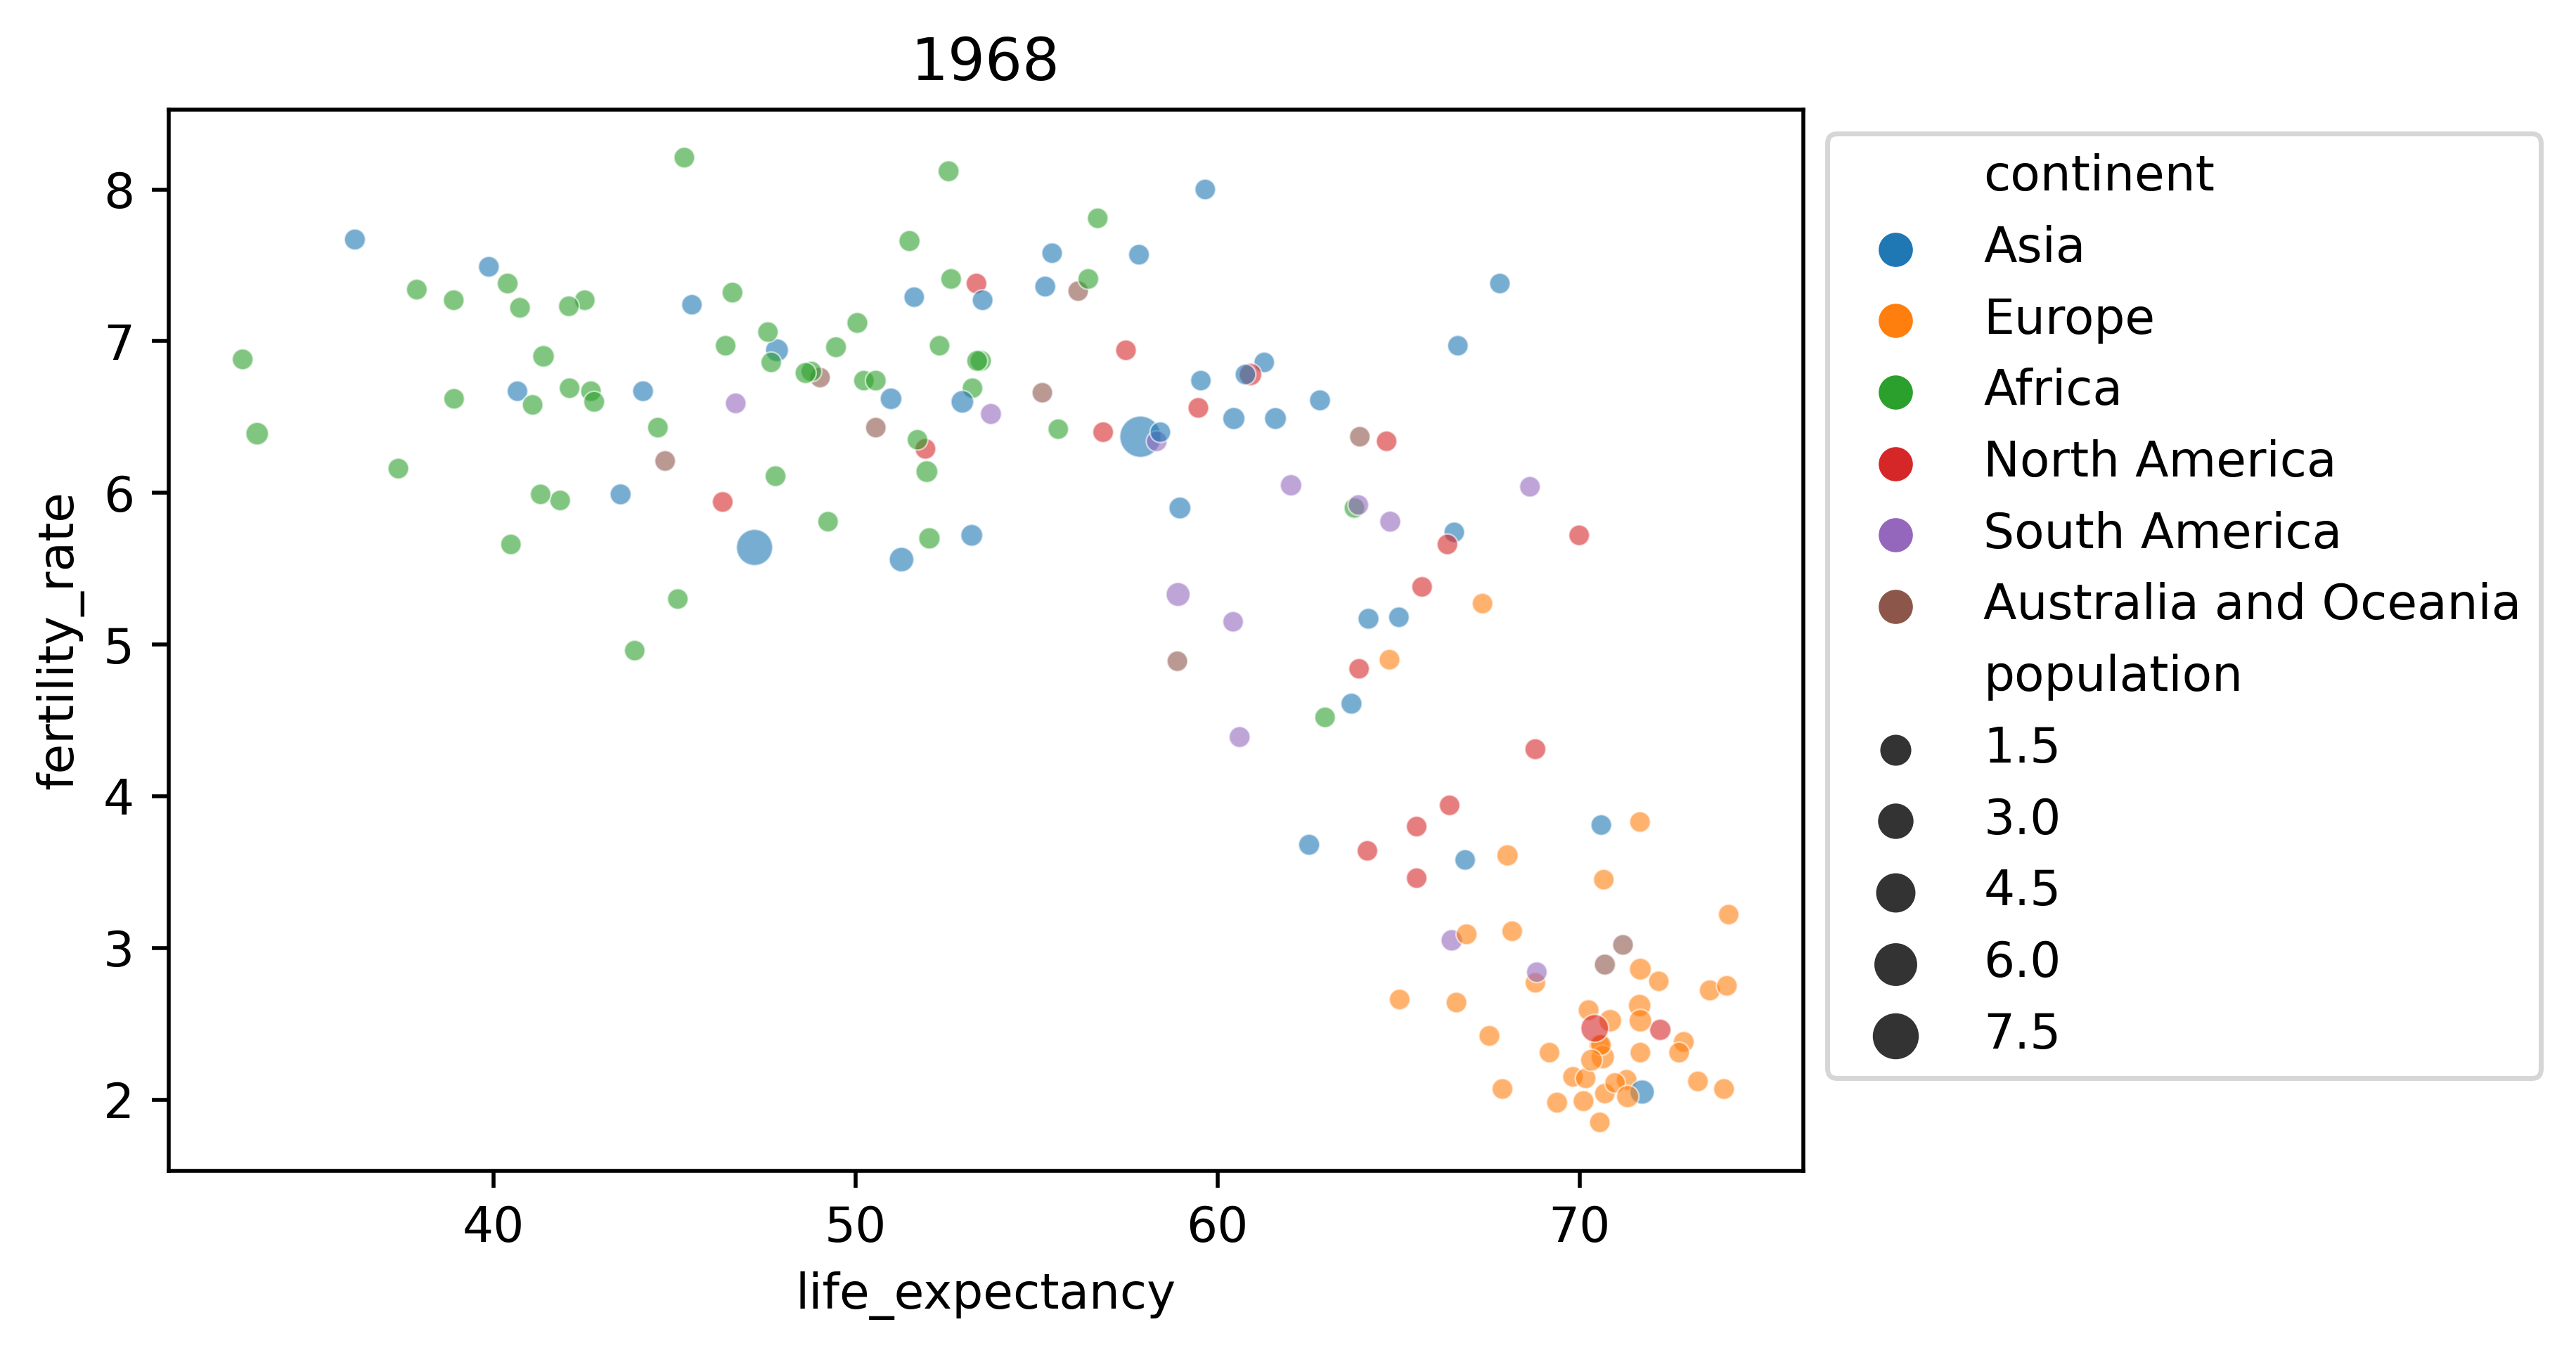 1968
8
7
6
5
4
3
2
fertility_rate
40 50 60 70
life_expectancy
continent
Asia
Europe
Africa
North America
South America
Australia and Oceania
population
1.5
3.0
4.5
6.0
7.5